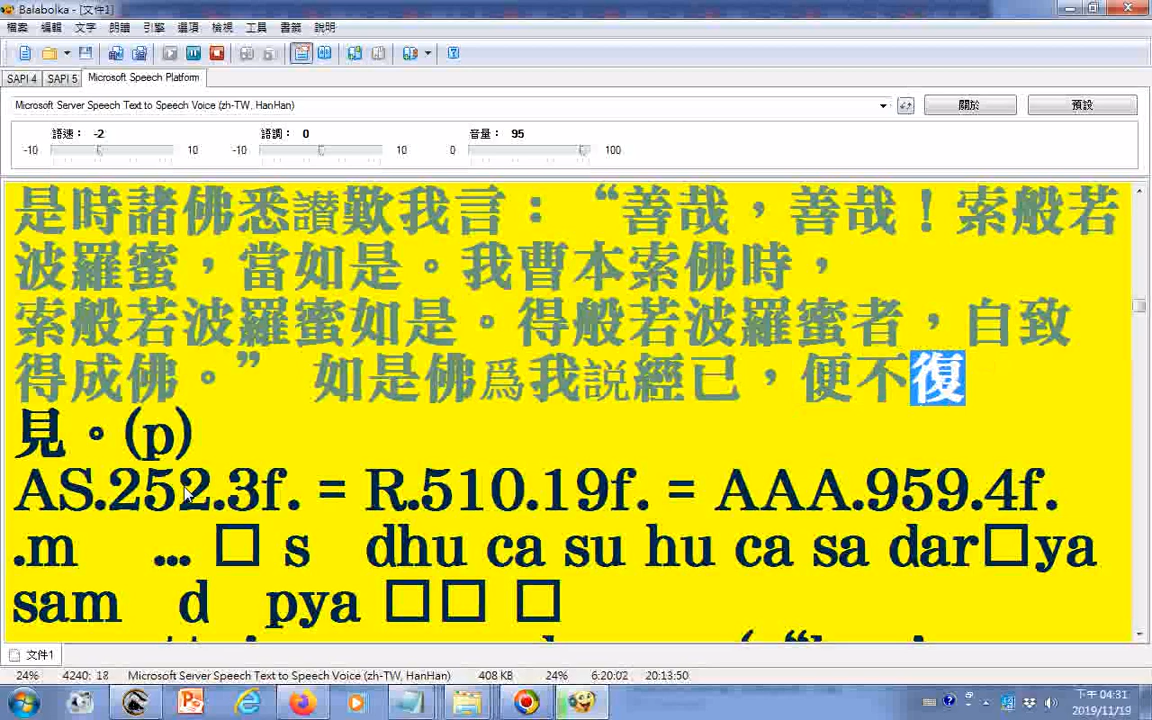 Balabolka - [文件1]
檔案 編輯 文字 朗讀 引擎 選項 檢視 工具 書籤 說明
SAPI 4 SAPI 5 Microsoft Speech Platform
Microsoft Server Speech Text to Speech Voice (zh-TW, HanHan) 關於 預設
語速： -2 語調： 0 音量： 95
-10 10 -10 10 0 100
是時諸佛悉讃歎我言：“善哉，善哉！索般若
波羅蜜，當如是。我曹本索佛時，
索般若波羅蜜如是。得般若波羅蜜者，自致
得成佛。” 如是佛爲我説經已，便不復
見。(p)
AS.252.3f. = R.510.19f. = AAA.959.4f.
.m ... □ s dhu ca su hu ca sa dar□ya
sam d pya □□ □
文件1
24% 4240: 18 Microsoft Server Speech Text to Speech Voice (zh-TW, HanHan) 408 KB 24% 6:20:02 20:13:50
下午 04:31
2019/11/19